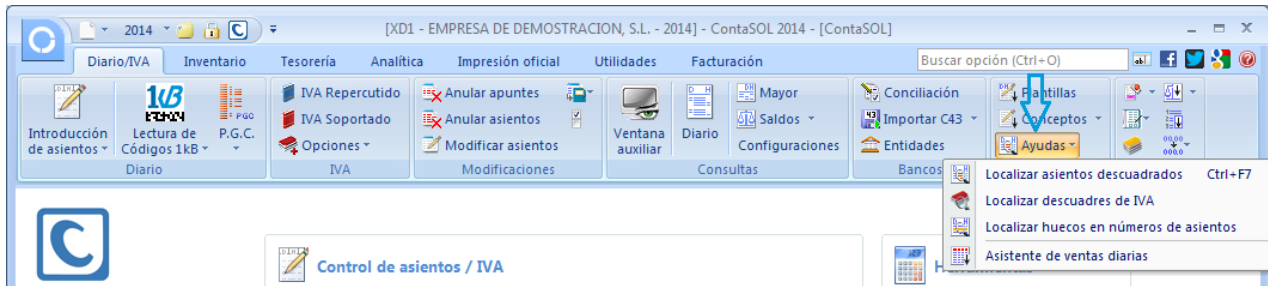 2014
[XD1 - EMPRESA DE DEMOSTRACION, S.L. - 2014] - ContaSOL 2014 - [ContaSOL]
Diario/IVA
Inventario
Tesorería
Analítica
Impresión oficial
Utilidades
Facturación
Buscar opción (Ctrl+O)
Introducción
de asientos
Lectura de
Códigos 1kB
P.G.C.
Diario
IVA Repercutido
IVA Soportado
Opciones
IVA
Anular apuntes
Anular asientos
Modificar asientos
Modificaciones
Ventana
auxiliar
Diario
Mayor
Saldos
Configuraciones
Consultas
Conciliación
Importar C43
Entidades
Bancos
Plantillas
Conceptos
Ayudas
Localizar asientos descuadrados Ctrl+F7
Localizar descuadres de IVA
Localizar huecos en números de asientos
Asistente de ventas diarias
C
Control de asientos / IVA